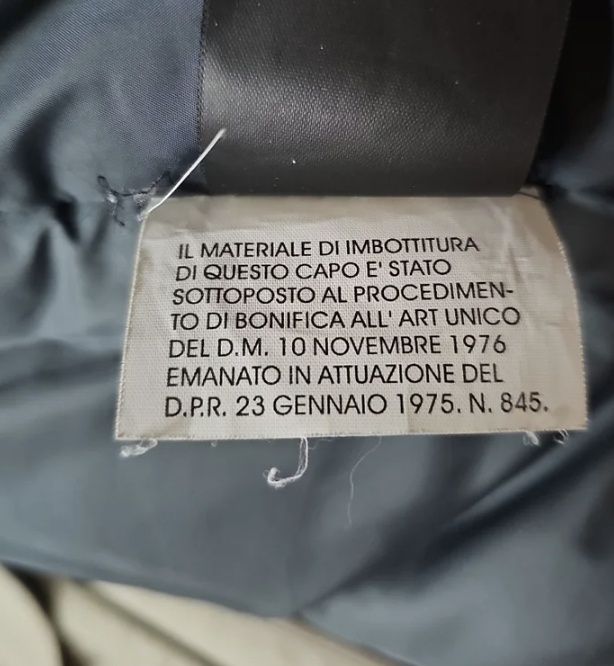 IL MATERIALE DI IMBOTTITURA
DI QUESTO CAPO E' STATO
SOTTOPOSTO AL PROCEDIMEN-
TO DI BONIFICA ALL' ART UNICO
DEL D.M. 10 NOVEMBRE 1976
EMANATO IN ATTUAZIONE DEL
D.P.R. 23 GENNAIO 1975. N. 845.